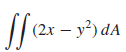 ∬(2x − y²) dA